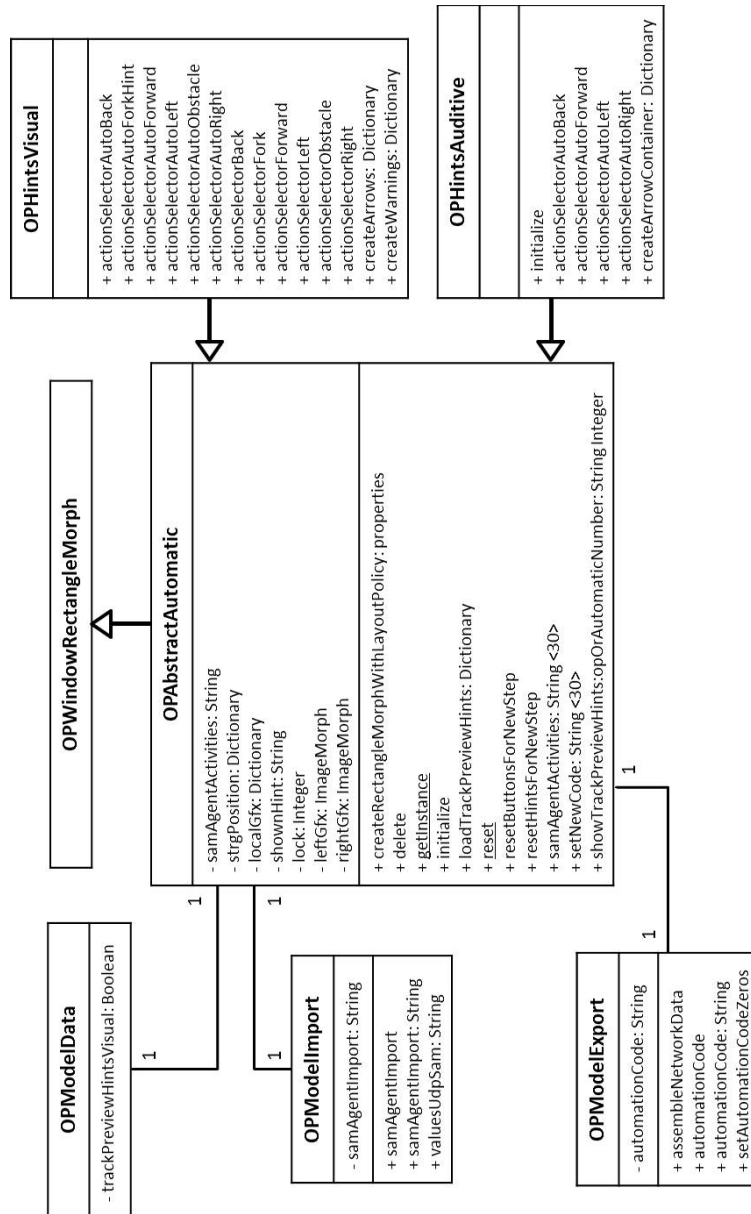 OPWindowRectangleMorph
OPModelData
- trackPreviewHintsVisual: Boolean
1
1
OPModelImport
- samAgentImport: String
+ samAgentImport
+ samAgentImport: String
+ valuesUdpSam: String
1
1
OPModelExport
- automationCode: String
+ assembleNetworkData
+ automationCode
+ automationCode: String
+ setAutomationCodeZeros
1
1
OPAbstractAutomatic
- samAgentActivities: String
- strgPosition: Dictionary
- localGfx: Dictionary
- shownHint: String
- lock: Integer
- leftGfx: ImageMorph
- rightGfx: ImageMorph
+ createRectangleMorphWithLayoutPolicy: properties
+ delete
+ getInstance
+ initialize
+ loadTrackPreviewHints: Dictionary
+ reset
+ resetButtonsForNewStep
+ resetHintsForNewStep
+ samAgentActivities: String <30>
+ setNewCode: String <30>
+ showTrackPreviewHints:opOrAutomaticNumber: String Integer
OPHintsVisual
+ actionSelectorAutoBack
+ actionSelectorAutoForkHint
+ actionSelectorAutoForward
+ actionSelectorAutoLeft
+ actionSelectorAutoObstacle
+ actionSelectorAutoRight
+ actionSelectorBack
+ actionSelectorFork
+ actionSelectorForward
+ actionSelectorLeft
+ actionSelectorObstacle
+ actionSelectorRight
+ createArrows: Dictionary
+ createWarnings: Dictionary
OPHintsAuditive
+ initialize
+ actionSelectorAutoBack
+ actionSelectorAutoForward
+ actionSelectorAutoLeft
+ actionSelectorAutoRight
+ createArrowContainer: Dictionary